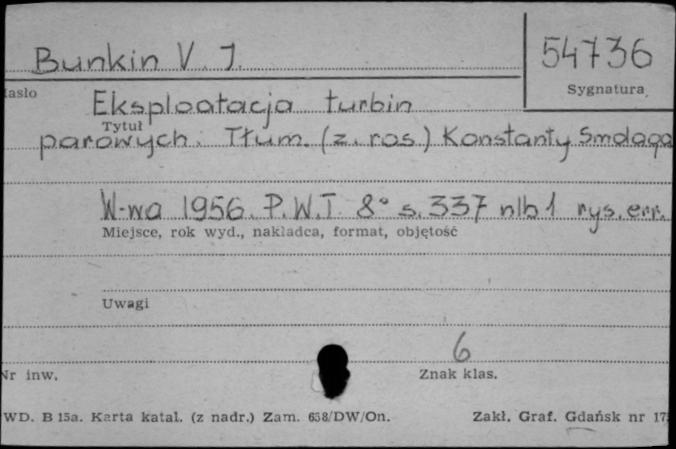 Bunkin V. I.
54736
Sygnatura
Hasło
Eksploatacja turbin
Tytuł
parowych. Tłum. (z. ros.) Konstanty Smolaga
W-wa 1956. P.W.T. 8° s. 337 nlb 1 rys. err.
Miejsce, rok wyd., nakładca, format, objętość
Uwagi
6
Nr inw.
Znak klas.
WD. B 15a. Karta katal. (z nadr.) Zam. 658/DW/On.
Zakł. Graf. Gdańsk nr 17